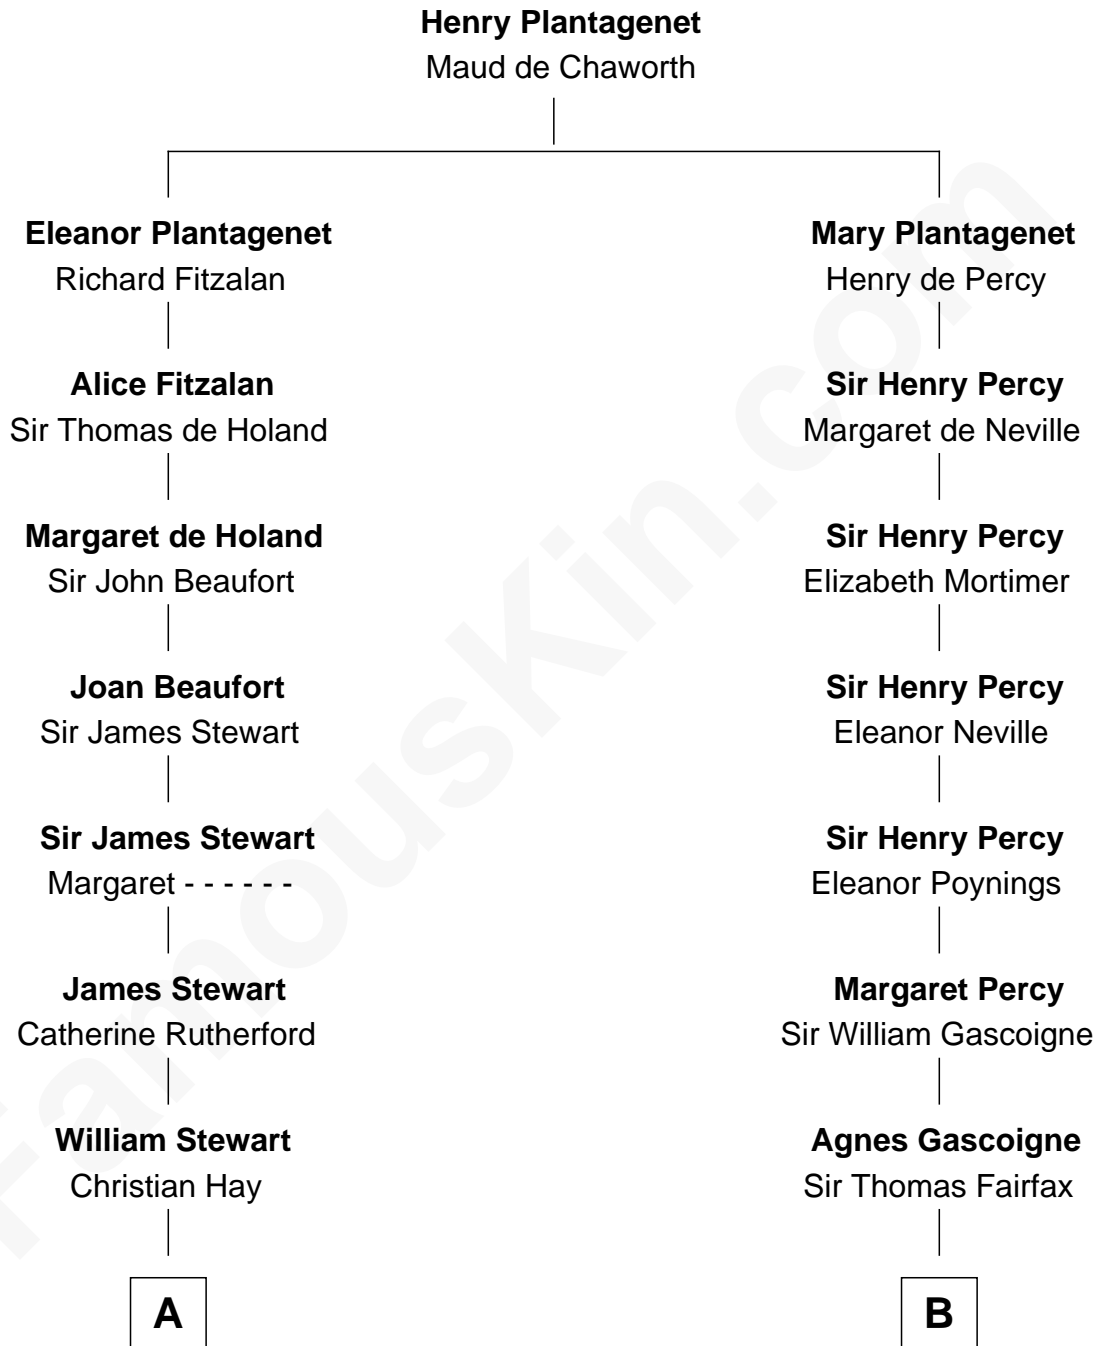 Henry Plantagenet
Maud de Chaworth
Eleanor Plantagenet
Richard Fitzalan
Mary Plantagenet
Henry de Percy
Alice Fitzalan
Sir Thomas de Holand
Sir Henry Percy
Margaret de Neville
Margaret de Holand
Sir John Beaufort
Sir Henry Percy
Elizabeth Mortimer
Joan Beaufort
Sir James Stewart
Sir Henry Percy
Eleanor Neville
Sir James Stewart
Margaret - - - - - -
Sir Henry Percy
Eleanor Poynings
James Stewart
Catherine Rutherford
Margaret Percy
Sir William Gascoigne
William Stewart
Christian Hay
Agnes Gascoigne
Sir Thomas Fairfax
A
B
FamousKin.com